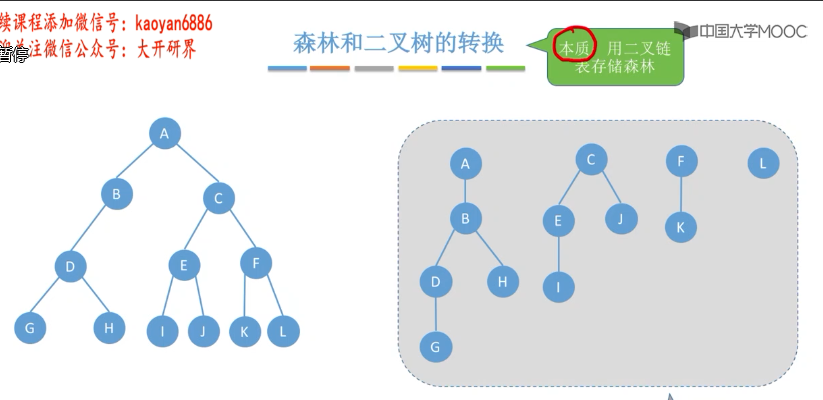 续课程添加微信号：kaoyan6886
关注微信公众号：大开研界
暂停
森林和二叉树的转换
本质 用二叉链
表存储森林
中国大学MOOC
A
B C
D E F
G H I J K L
A C F L
B E J K
D H I
G